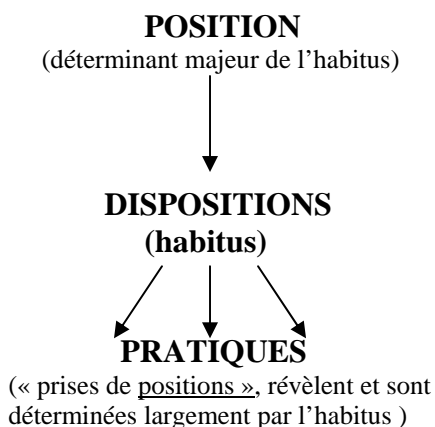 POSITION
(déterminant majeur de l’habitus)
DISPOSITIONS
(habitus)
PRATIQUES
(« prises de positions », révèlent et sont
déterminées largement par l’habitus )